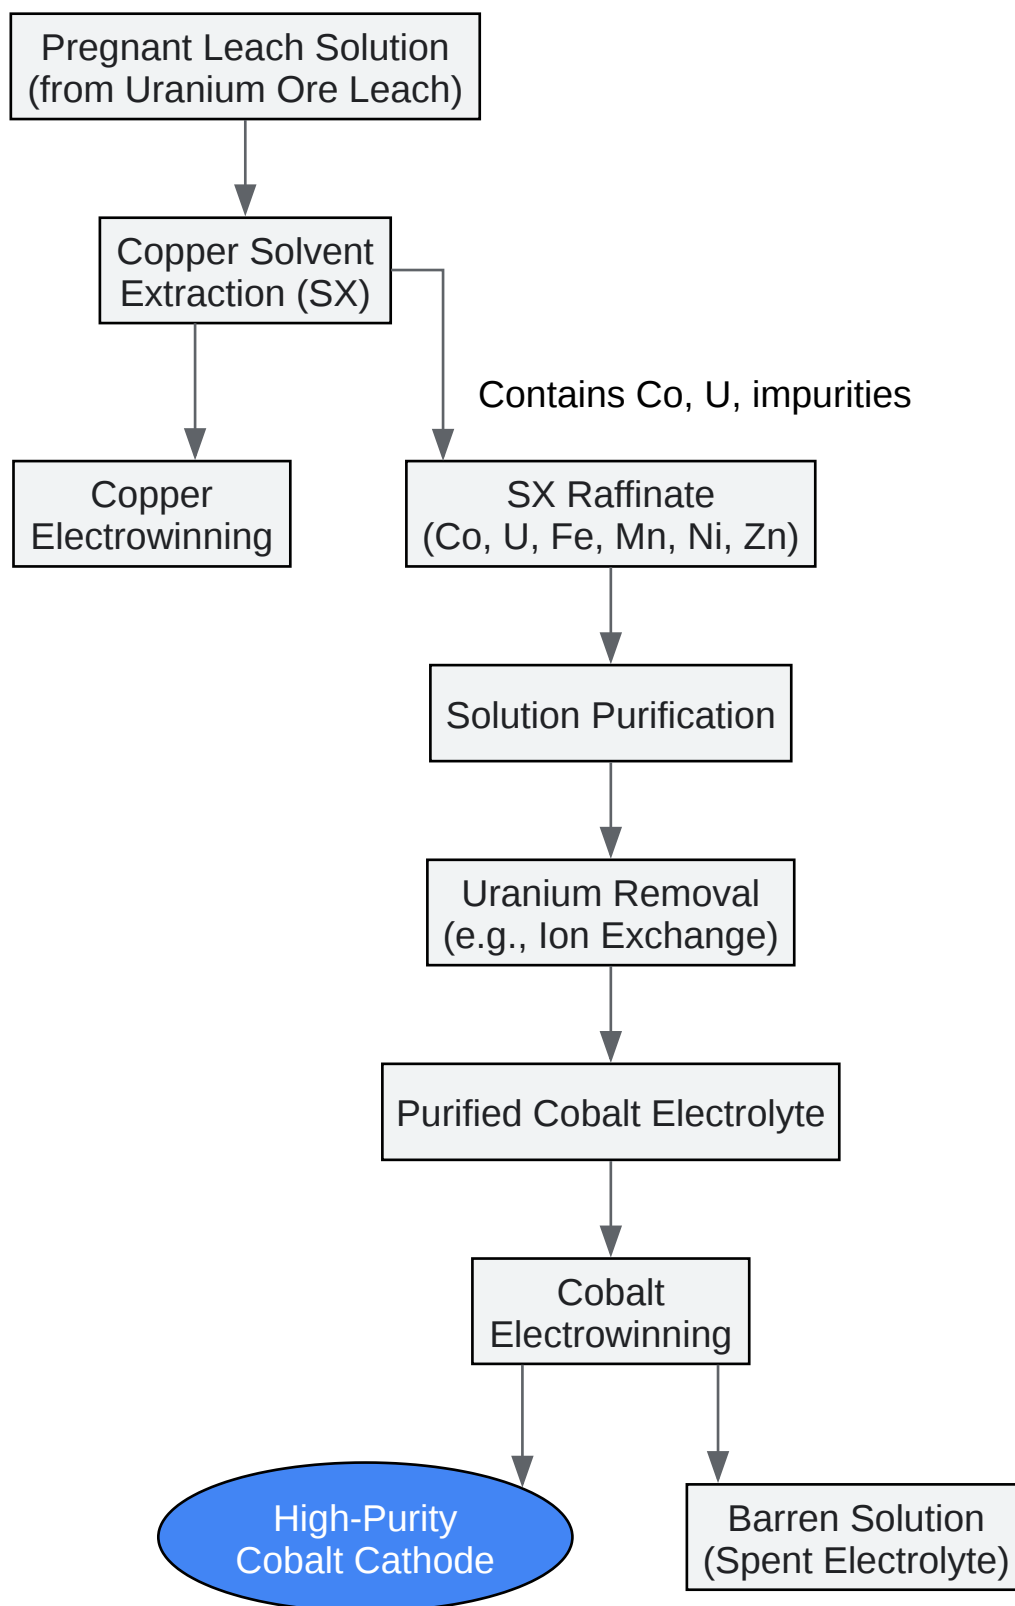 Pregnant Leach Solution
(from Uranium Ore Leach)
Copper Solvent
Extraction (SX)
Contains Co, U, impurities
Copper
Electrowinning
SX Raffinate
(Co, U, Fe, Mn, Ni, Zn)
Solution Purification
Uranium Removal
(e.g., Ion Exchange)
Purified Cobalt Electrolyte
Cobalt
Electrowinning
High-Purity
Cobalt Cathode
Barren Solution
(Spent Electrolyte)